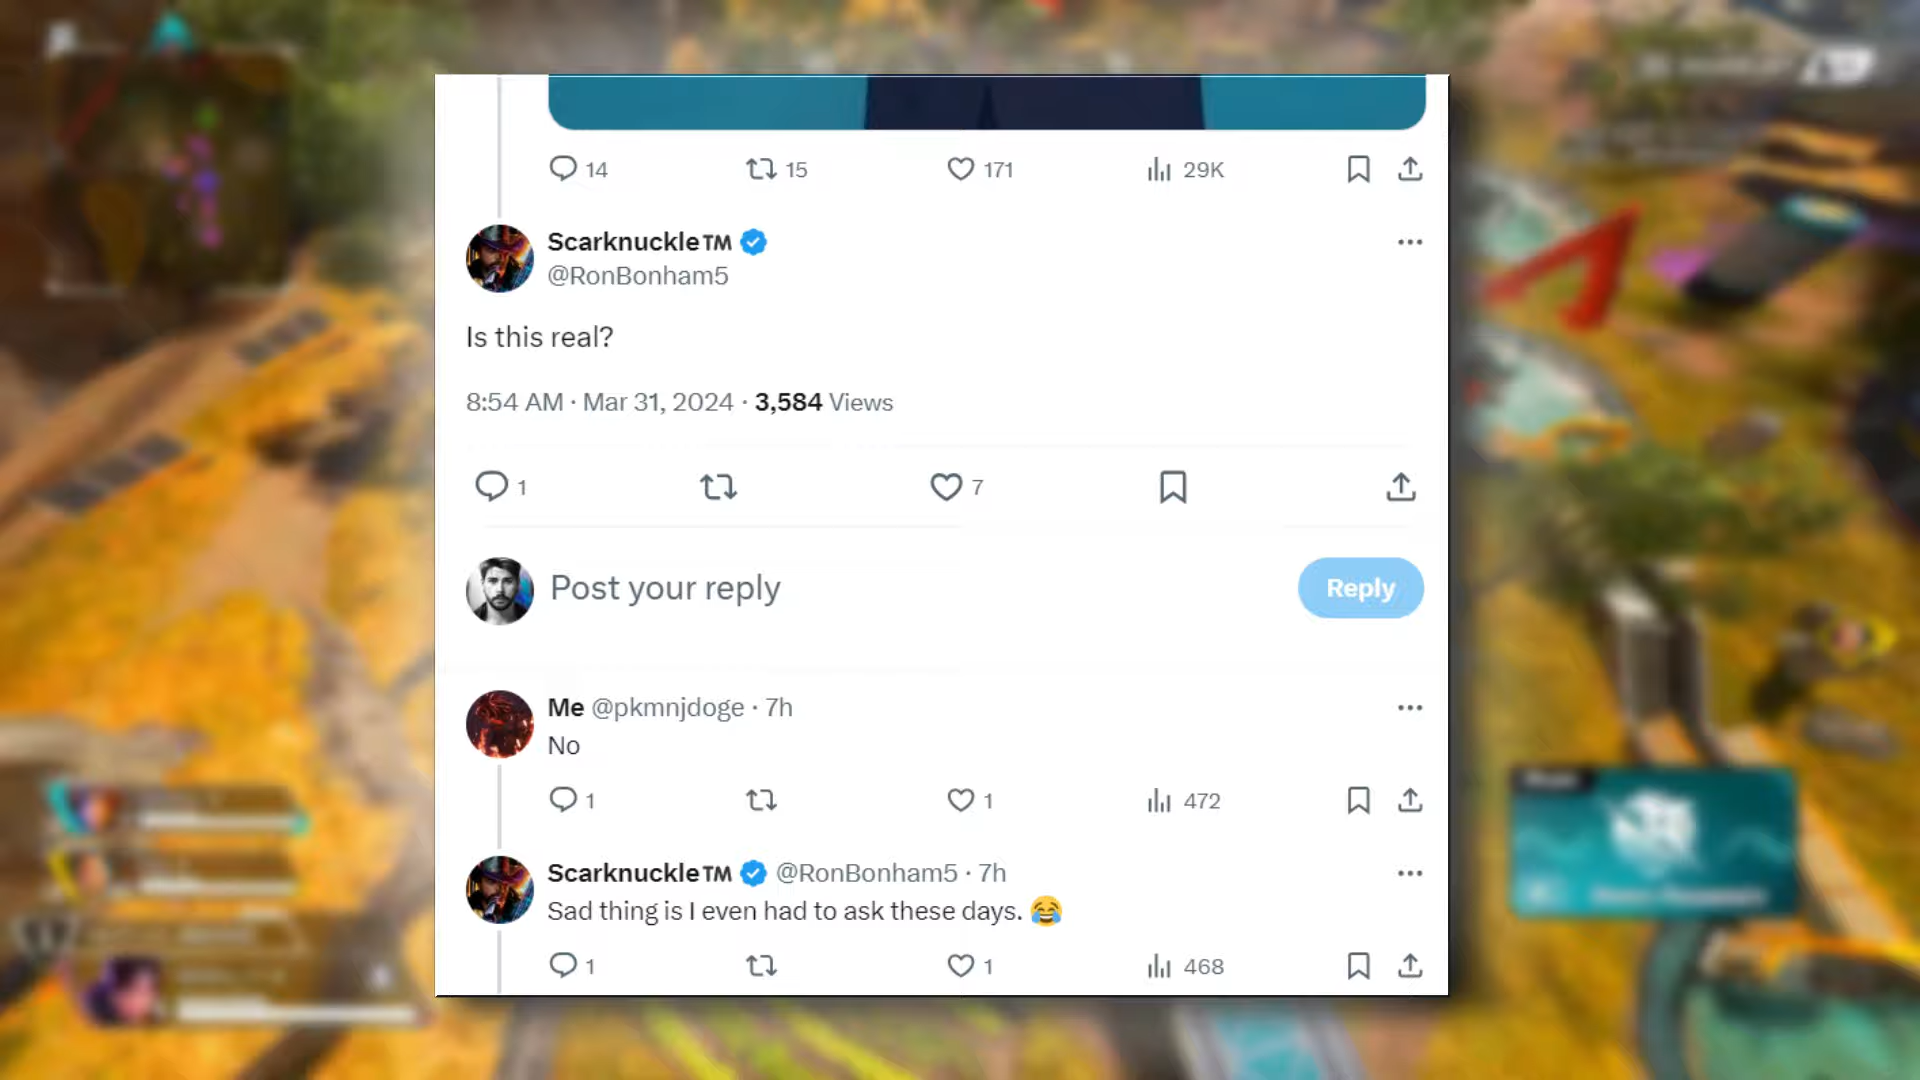 14 15 171 29K
Scarknuckle™
@RonBonham5
Is this real?
8:54 AM · Mar 31, 2024 · 3,584 Views
1 7
Post your reply
Reply
Me @pkmnjdoge · 7h
No
1 1 472
Scarknuckle™ @RonBonham5 · 7h
Sad thing is I even had to ask these days. 😂
1 1 468